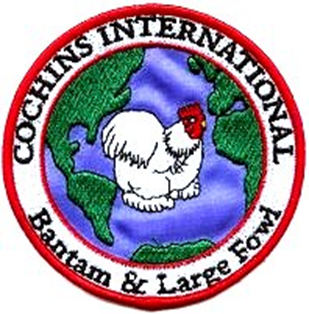 COCHINS INTERNATIONAL
Bantam & Large Fowl